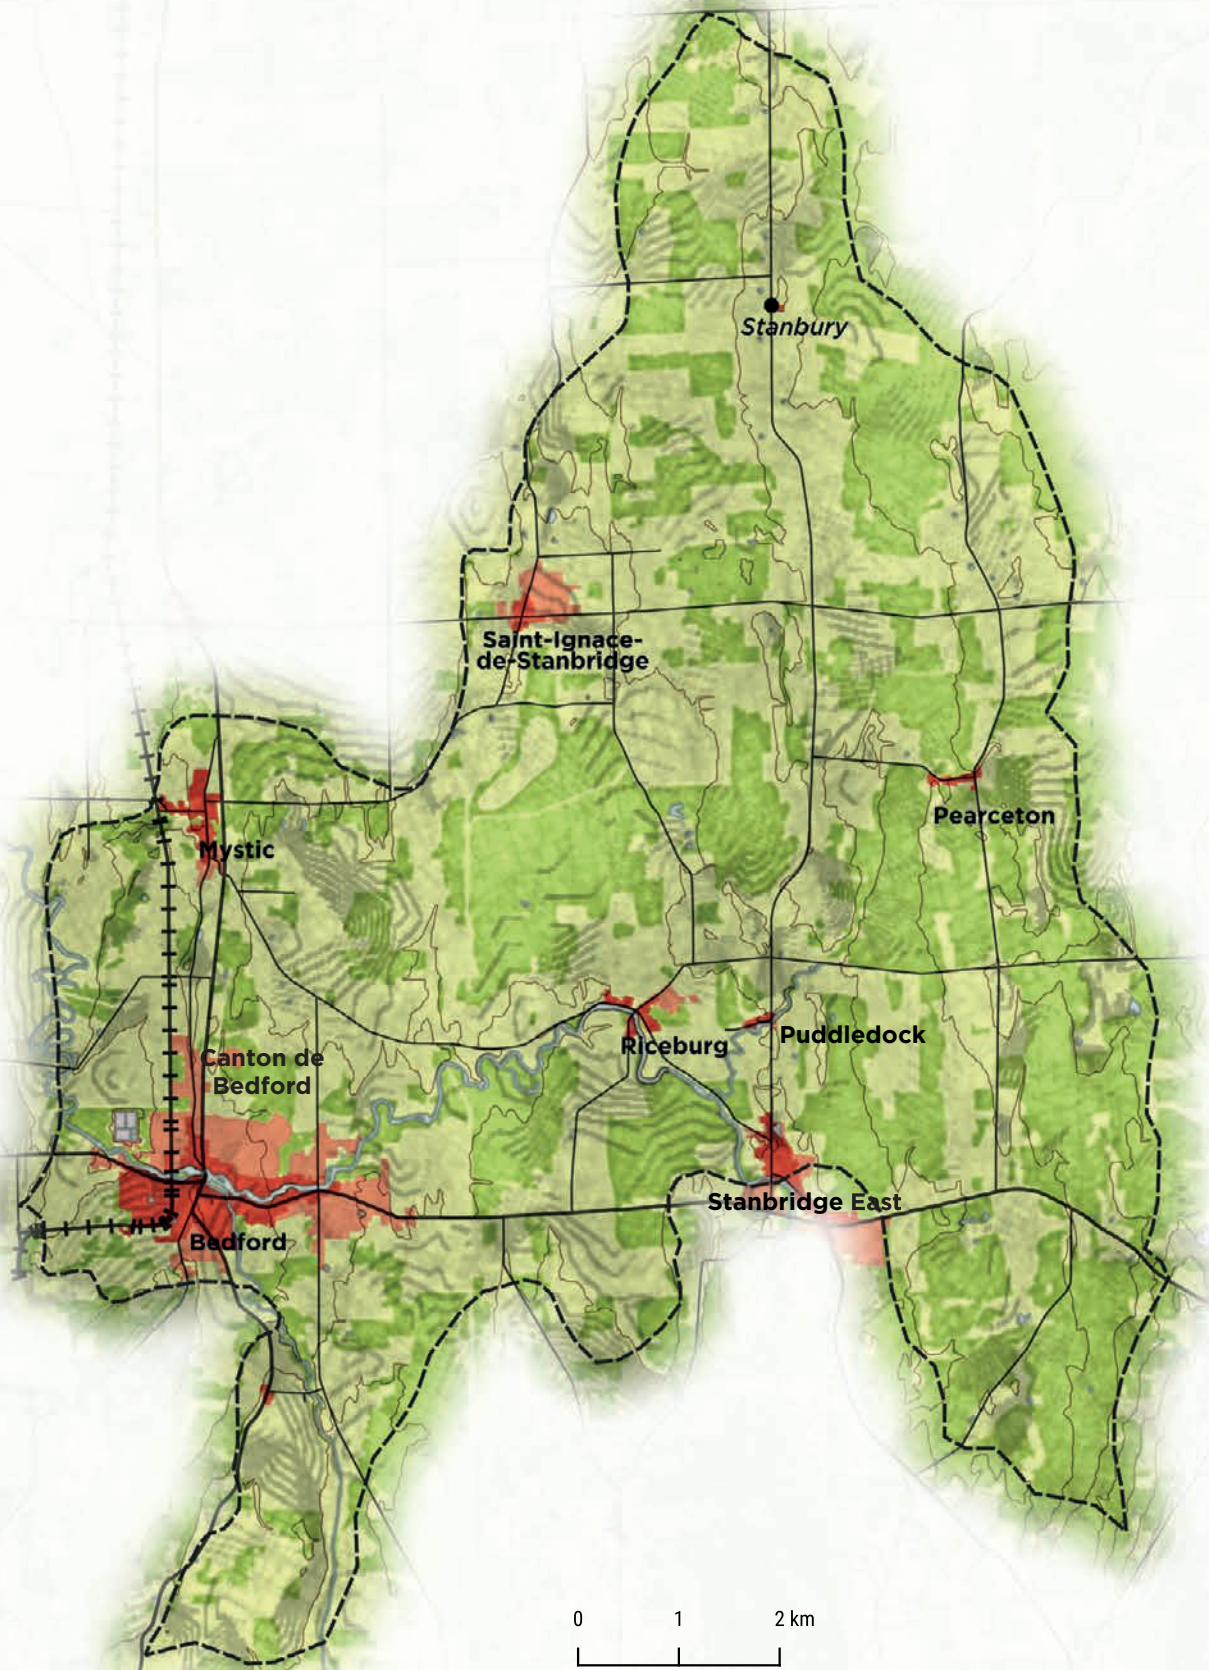 Stanbury
Saint-Ignace-
de-Stanbridge
Pearceton
Mystic
Puddledock
Riceburg
Canton de
Bedford
Stanbridge East
Bedford
0 1 2 km